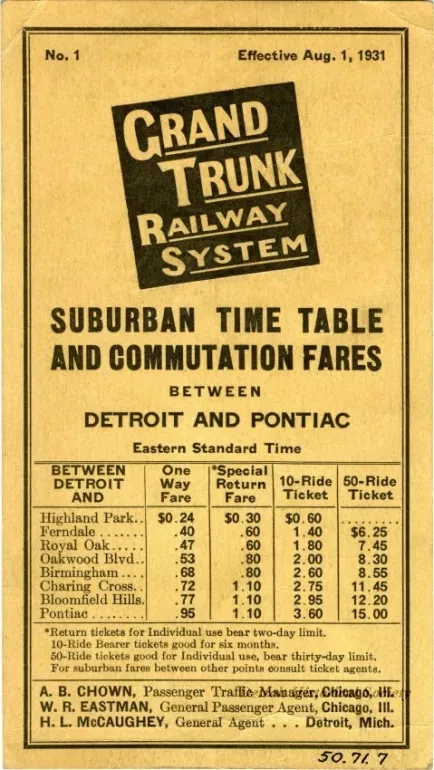 No. 1 Effective Aug. 1, 1931
GRAND
TRUNK
RAILWAY
SYSTEM
SUBURBAN TIME TABLE
AND COMMUTATION FARES
BETWEEN
DETROIT AND PONTIAC
Eastern Standard Time
BETWEEN DETROIT AND | One Way Fare | *Special Return Fare | 10-Ride Ticket | 50-Ride Ticket
Highland Park.. $0.24 $0.30 $0.60 .........
Ferndale ....... .40 .60 1.40 $6.25
Royal Oak..... .47 .60 1.80 7.45
Oakwood Blvd.. .53 .80 2.00 8.30
Birmingham.... .68 .80 2.60 8.55
Charing Cross.. .72 1.10 2.75 11.45
Bloomfield Hills. .77 1.10 2.95 12.20
Pontiac ........ .95 1.10 3.60 15.00
*Return tickets for Individual use bear two-day limit.
10-Ride Bearer tickets good for six months.
50-Ride tickets good for Individual use, bear thirty-day limit.
For suburban fares between other points consult ticket agents.
A. B. CHOWN, Passenger Traffic Manager, Chicago, Ill.
W. R. EASTMAN, General Passenger Agent, Chicago, Ill.
H. L. McCAUGHEY, General Agent . . . Detroit, Mich.
50.71.7